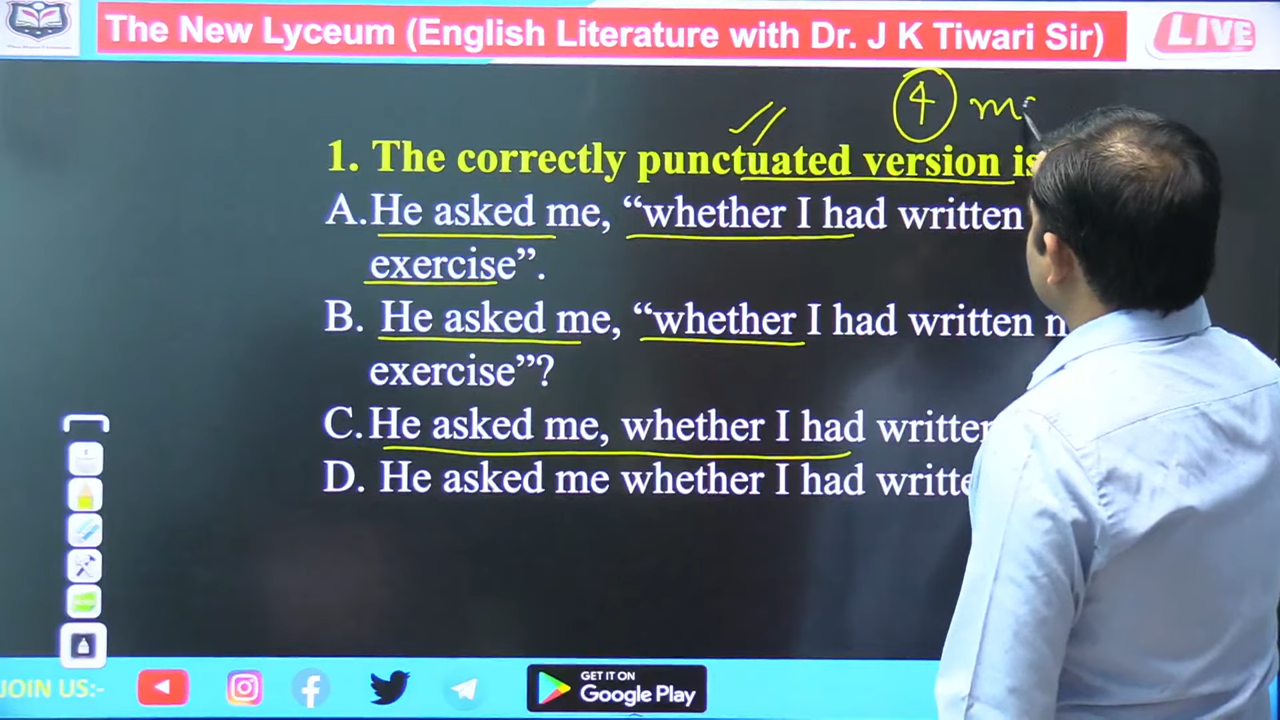 The New Lyceum (English Literature with Dr. J K Tiwari Sir)
LIVE
4
1. The correctly punctuated version is
A. He asked me, “whether I had written
exercise”.
B. He asked me, “whether I had written
exercise”?
C. He asked me, whether I had written
D. He asked me whether I had
JOIN US:-
GET IT ON
Google Play